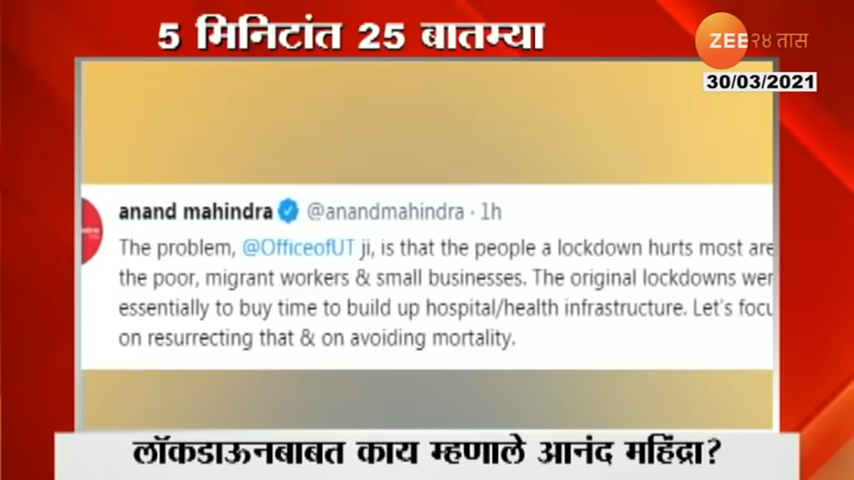 5 मिनिटांत 25 बातम्या
ZEE२४ तास
30/03/2021
anand mahindra @anandmahindra · 1h
The problem, @OfficeofUT ji, is that the people a lockdown hurts most are
the poor, migrant workers & small businesses. The original lockdowns wer
essentially to buy time to build up hospital/health infrastructure. Let's focu
on resurrecting that & on avoiding mortality.
लॉकडाऊनबाबत काय म्हणाले आनंद महिंद्रा?